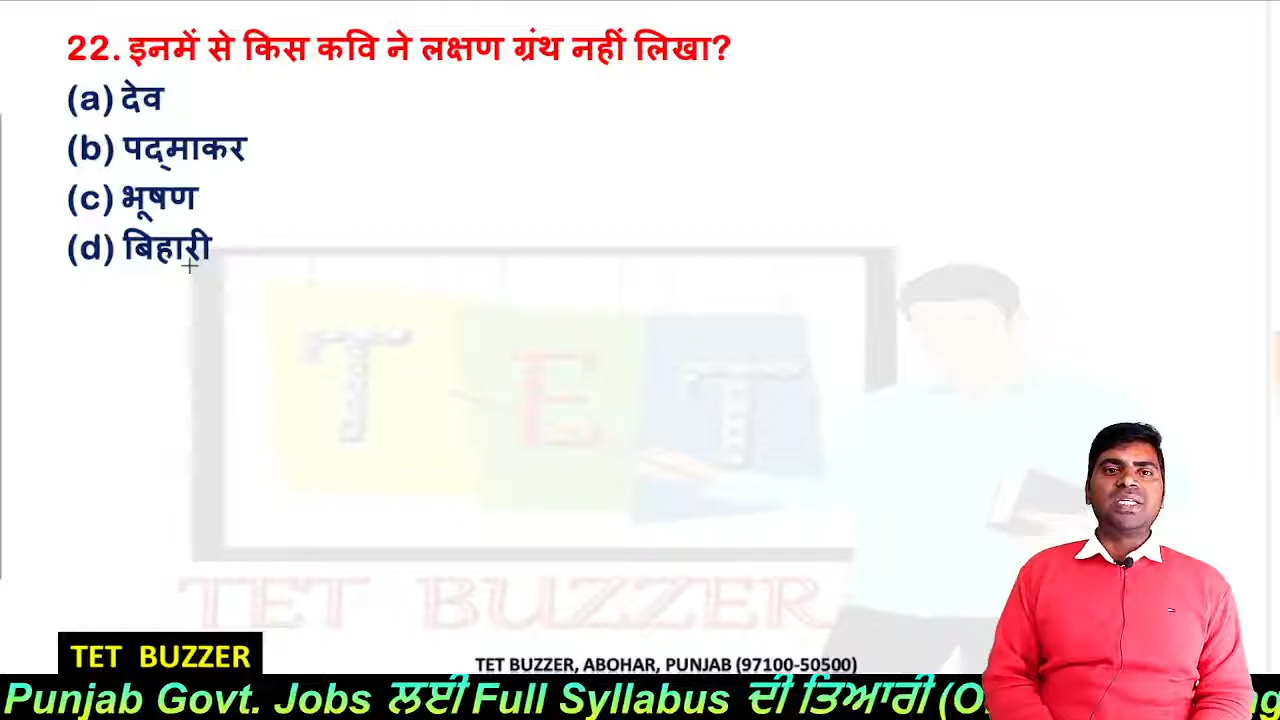 22. इनमें से किस कवि ने लक्षण ग्रंथ नहीं लिखा?
(a) देव
(b) पद्माकर
(c) भूषण
(d) बिहारी
T E T
TET BUZZER
TET BUZZER
TET BUZZER, ABOHAR, PUNJAB (97100-50500)
Punjab Govt. Jobs ਲਈ Full Syllabus ਦੀ ਤਿਆਰੀ